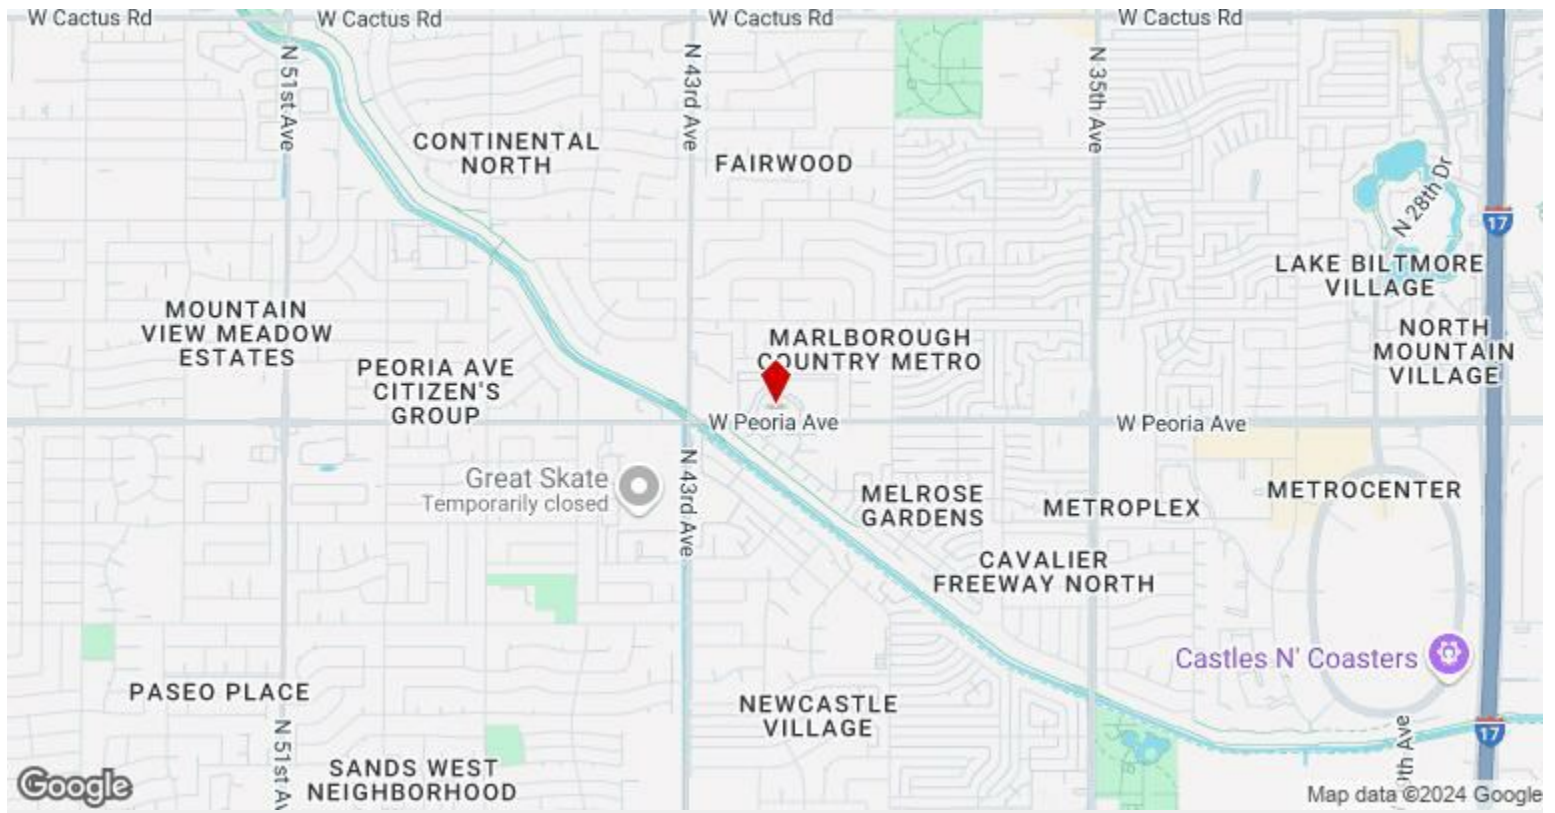 W Cactus Rd
W Cactus Rd
W Cactus Rd
W Cactus Rd
N 51st Ave
N 43rd Ave
N 35th Ave
CONTINENTAL
NORTH
FAIRWOOD
N 28th Dr
17
LAKE BILTMORE
VILLAGE
MOUNTAIN
VIEW MEADOW
ESTATES
PEORIA AVE
CITIZEN'S
GROUP
MARLBOROUGH
COUNTRY METRO
NORTH
MOUNTAIN
VILLAGE
W Peoria Ave
W Peoria Ave
Great Skate
Temporarily closed
N 43rd Ave
MELROSE
GARDENS
METROPLEX
METROCENTER
CAVALIER
FREEWAY NORTH
Castles N' Coasters
PASEO PLACE
NEWCASTLE
VILLAGE
N 51st Av
SANDS WEST
NEIGHBORHOOD
17
9th Ave
Google
Map data ©2024 Google